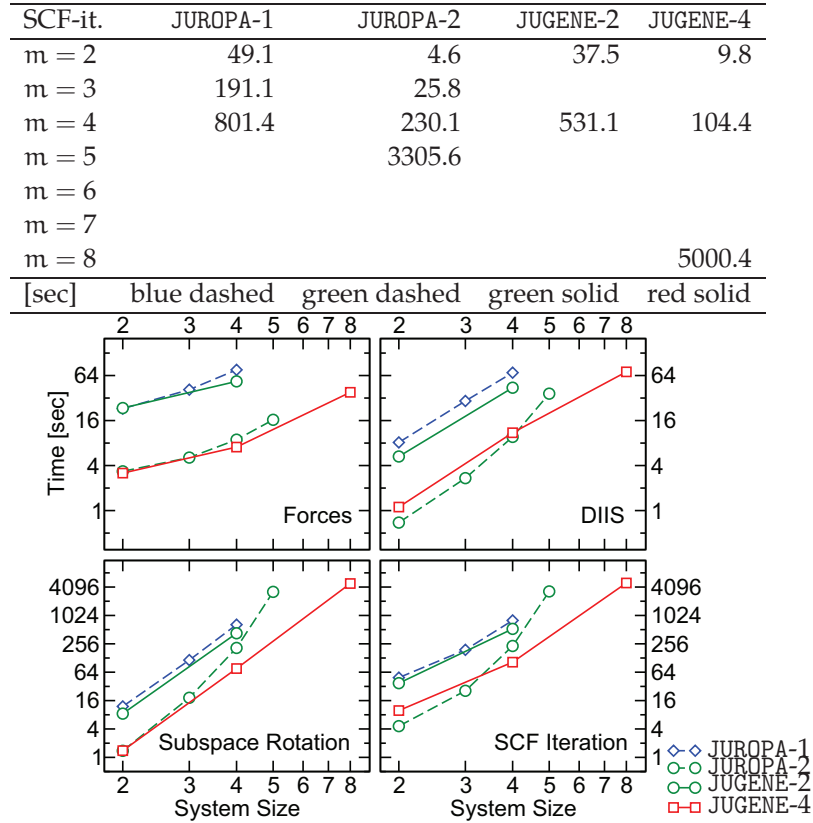 SCF-it. JUROPA-1 JUROPA-2 JUGENE-2 JUGENE-4
m = 2 49.1 4.6 37.5 9.8
m = 3 191.1 25.8
m = 4 801.4 230.1 531.1 104.4
m = 5 3305.6
m = 6
m = 7
m = 8 5000.4
[sec] blue dashed green dashed green solid red solid
2 3 4 5 6 7 8 2 3 4 5 6 7 8
64 64
16 16
4 4
1 1
Time [sec]
Forces DIIS
4096 4096
1024 1024
256 256
64 64
16 16
4 4
1 1
Subspace Rotation SCF Iteration
2 3 4 5 6 7 8 2 3 4 5 6 7 8
System Size System Size
JUROPA-1
JUROPA-2
JUGENE-2
JUGENE-4